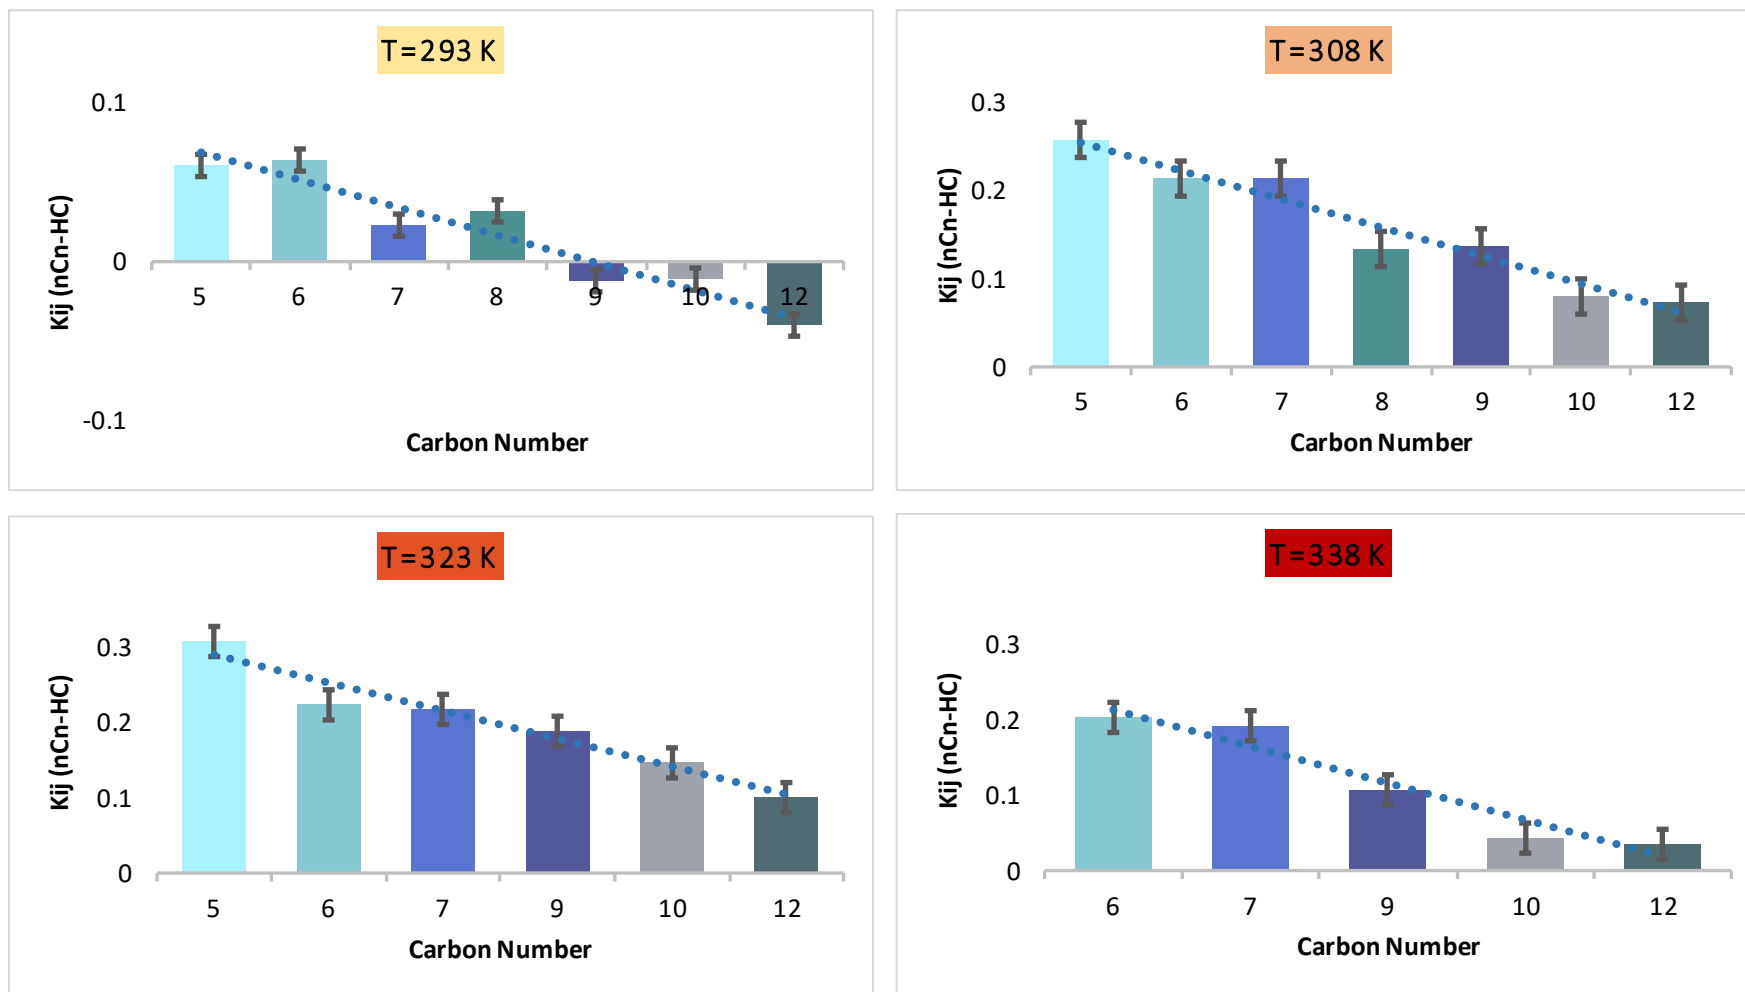 T=293 K
0.1
0
-0.1
Kij (nCn-HC)
5 6 7 8 9 10 12
Carbon Number
T=308 K
0.3
0.2
0.1
0
Kij (nCn-HC)
5 6 7 8 9 10 12
Carbon Number
T=323 K
0.3
0.2
0.1
0
Kij (nCn-HC)
5 6 7 9 10 12
Carbon Number
T=338 K
0.3
0.2
0.1
0
Kij (nCn-HC)
6 7 9 10 12
Carbon Number